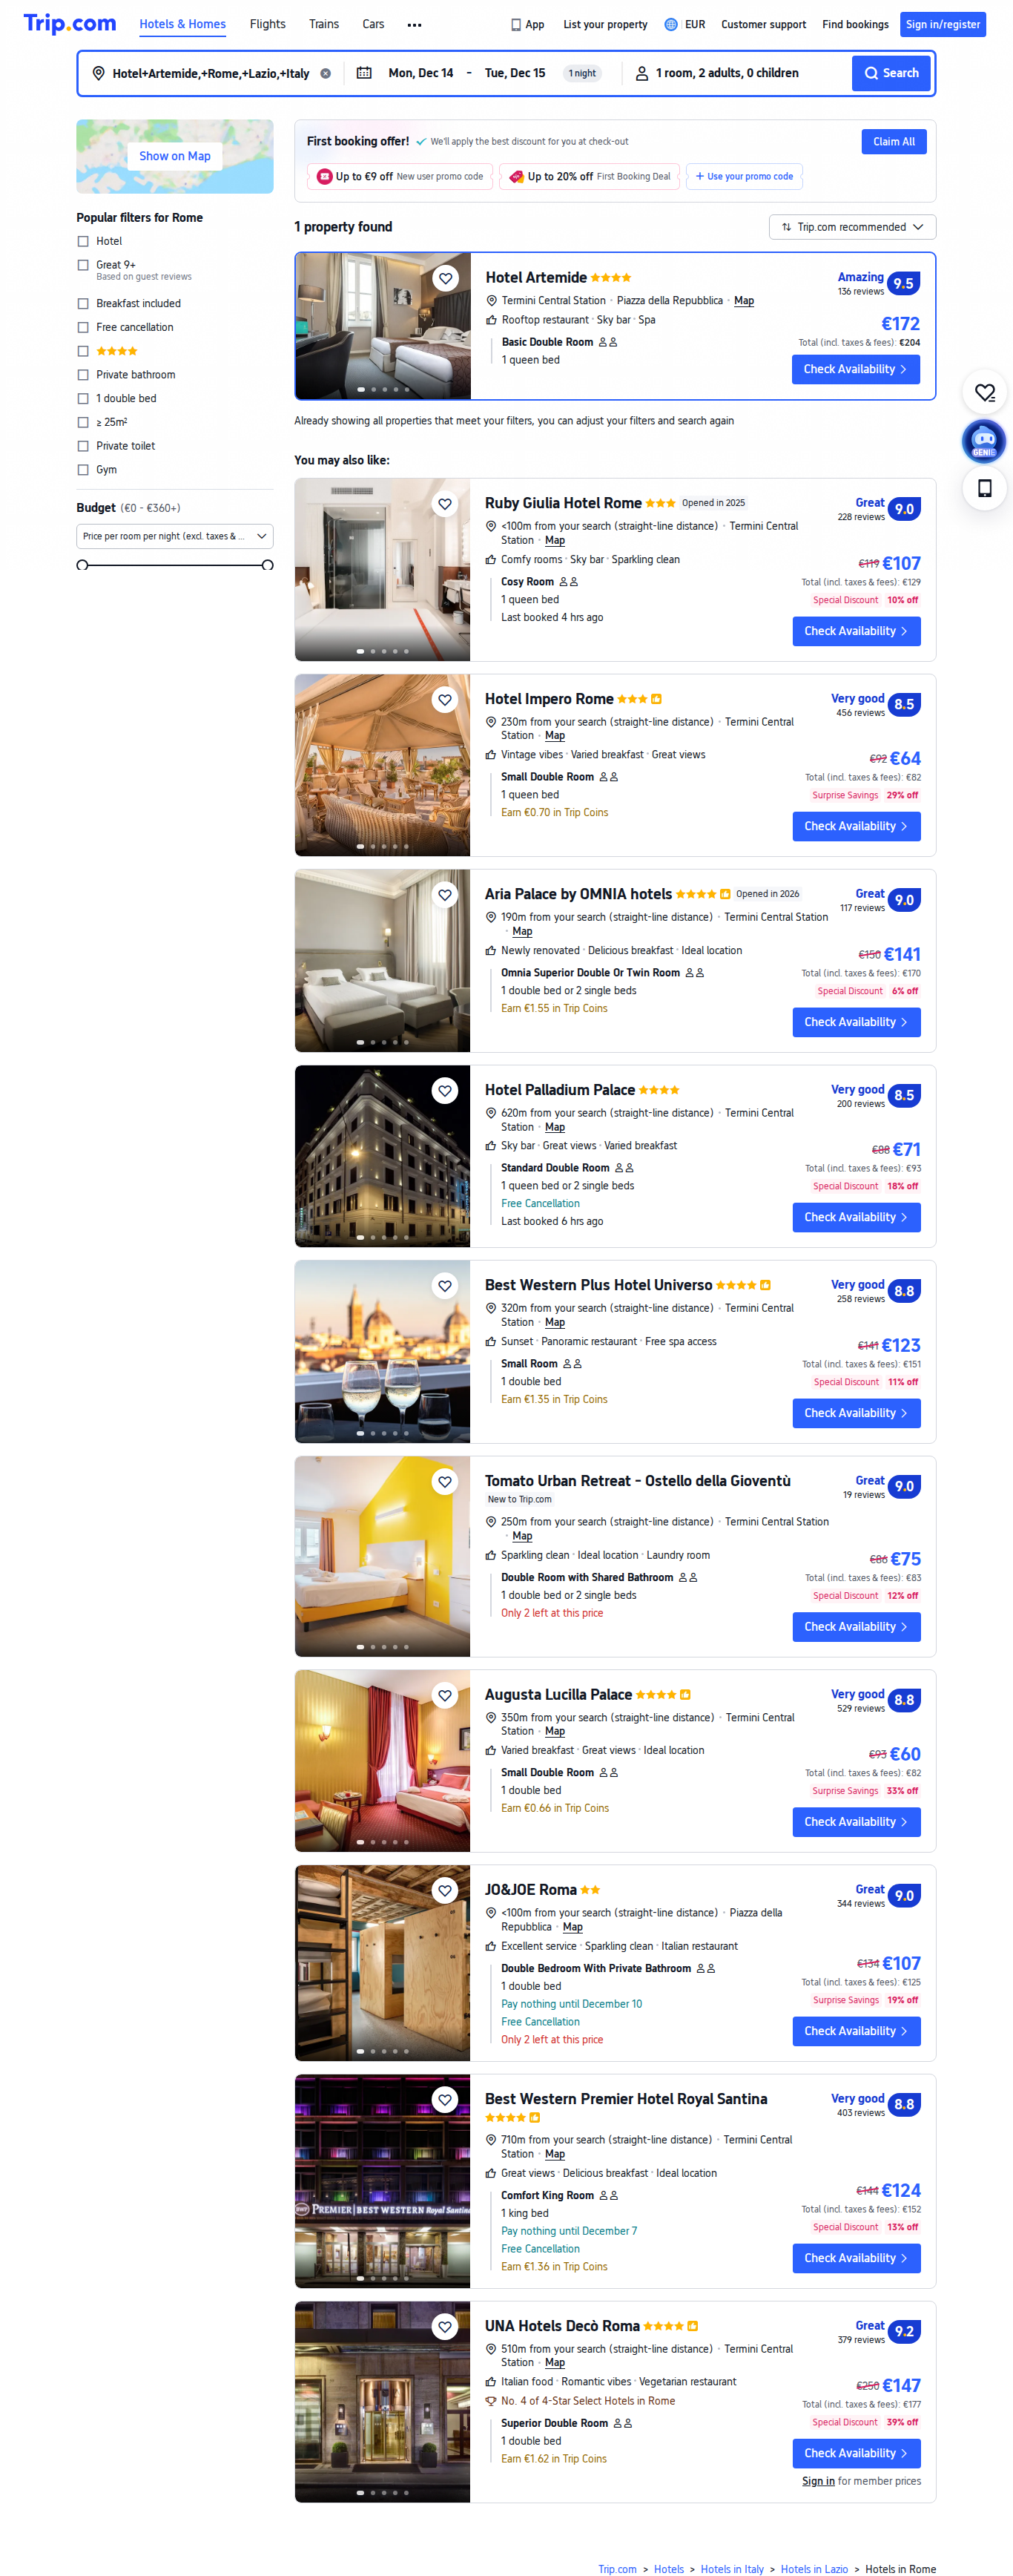 Trip.com
Hotels & Homes
Flights
Trains
Cars
App
List your property
EUR
Customer support
Find bookings
Sign in/register
Hotel+Artemide,+Rome,+Lazio,+Italy
Mon, Dec 14 - Tue, Dec 15 1 night
1 room, 2 adults, 0 children
Search
Show on Map
Popular filters for Rome
Hotel
Great 9+
Based on guest reviews
Breakfast included
Free cancellation
Private bathroom
1 double bed
≥ 25m²
Private toilet
Gym
Budget (€0 - €360+)
Price per room per night (excl. taxes & ...
First booking offer! We'll apply the best discount for you at check-out
Claim All
Up to €9 off New user promo code
Up to 20% off First Booking Deal
+ Use your promo code
1 property found
Trip.com recommended
Hotel Artemide
Amazing
136 reviews
9.5
Termini Central Station · Piazza della Repubblica · Map
Rooftop restaurant · Sky bar · Spa
Basic Double Room
1 queen bed
€172
Total (incl. taxes & fees): €204
Check Availability
GENIE
Already showing all properties that meet your filters, you can adjust your filters and search again
You may also like:
Ruby Giulia Hotel Rome Opened in 2025
Great
228 reviews
9.0
<100m from your search (straight-line distance) · Termini Central
Station · Map
Comfy rooms · Sky bar · Sparkling clean
Cosy Room
1 queen bed
Last booked 4 hrs ago
€119 €107
Total (incl. taxes & fees): €129
Special Discount 10% off
Check Availability
Hotel Impero Rome
Very good
456 reviews
8.5
230m from your search (straight-line distance) · Termini Central
Station · Map
Vintage vibes · Varied breakfast · Great views
Small Double Room
1 queen bed
Earn €0.70 in Trip Coins
€92 €64
Total (incl. taxes & fees): €82
Surprise Savings 29% off
Check Availability
Aria Palace by OMNIA hotels Opened in 2026
Great
117 reviews
9.0
190m from your search (straight-line distance) · Termini Central Station
· Map
Newly renovated · Delicious breakfast · Ideal location
Omnia Superior Double Or Twin Room
1 double bed or 2 single beds
Earn €1.55 in Trip Coins
€150 €141
Total (incl. taxes & fees): €170
Special Discount 6% off
Check Availability
Hotel Palladium Palace
Very good
200 reviews
8.5
620m from your search (straight-line distance) · Termini Central
Station · Map
Sky bar · Great views · Varied breakfast
Standard Double Room
1 queen bed or 2 single beds
Free Cancellation
Last booked 6 hrs ago
€88 €71
Total (incl. taxes & fees): €93
Special Discount 18% off
Check Availability
Best Western Plus Hotel Universo
Very good
258 reviews
8.8
320m from your search (straight-line distance) · Termini Central
Station · Map
Sunset · Panoramic restaurant · Free spa access
Small Room
1 double bed
Earn €1.35 in Trip Coins
€141 €123
Total (incl. taxes & fees): €151
Special Discount 11% off
Check Availability
Tomato Urban Retreat - Ostello della Gioventù
New to Trip.com
Great
19 reviews
9.0
250m from your search (straight-line distance) · Termini Central Station
· Map
Sparkling clean · Ideal location · Laundry room
Double Room with Shared Bathroom
1 double bed or 2 single beds
Only 2 left at this price
€86 €75
Total (incl. taxes & fees): €83
Special Discount 12% off
Check Availability
Augusta Lucilla Palace
Very good
529 reviews
8.8
350m from your search (straight-line distance) · Termini Central
Station · Map
Varied breakfast · Great views · Ideal location
Small Double Room
1 double bed
Earn €0.66 in Trip Coins
€93 €60
Total (incl. taxes & fees): €82
Surprise Savings 33% off
Check Availability
JO&JOE Roma
Great
344 reviews
9.0
<100m from your search (straight-line distance) · Piazza della
Repubblica · Map
Excellent service · Sparkling clean · Italian restaurant
Double Bedroom With Private Bathroom
1 double bed
Pay nothing until December 10
Free Cancellation
Only 2 left at this price
€134 €107
Total (incl. taxes & fees): €125
Surprise Savings 19% off
Check Availability
Best Western Premier Hotel Royal Santina
Very good
403 reviews
8.8
710m from your search (straight-line distance) · Termini Central
Station · Map
Great views · Delicious breakfast · Ideal location
Comfort King Room
1 king bed
Pay nothing until December 7
Free Cancellation
Earn €1.36 in Trip Coins
€144 €124
Total (incl. taxes & fees): €152
Special Discount 13% off
Check Availability
PREMIER | BEST WESTERN Royal Santina
UNA Hotels Decò Roma
Great
379 reviews
9.2
510m from your search (straight-line distance) · Termini Central
Station · Map
Italian food · Romantic vibes · Vegetarian restaurant
No. 4 of 4-Star Select Hotels in Rome
Superior Double Room
1 double bed
Earn €1.62 in Trip Coins
€250 €147
Total (incl. taxes & fees): €177
Special Discount 39% off
Check Availability
Sign in for member prices
Trip.com > Hotels > Hotels in Italy > Hotels in Lazio > Hotels in Rome